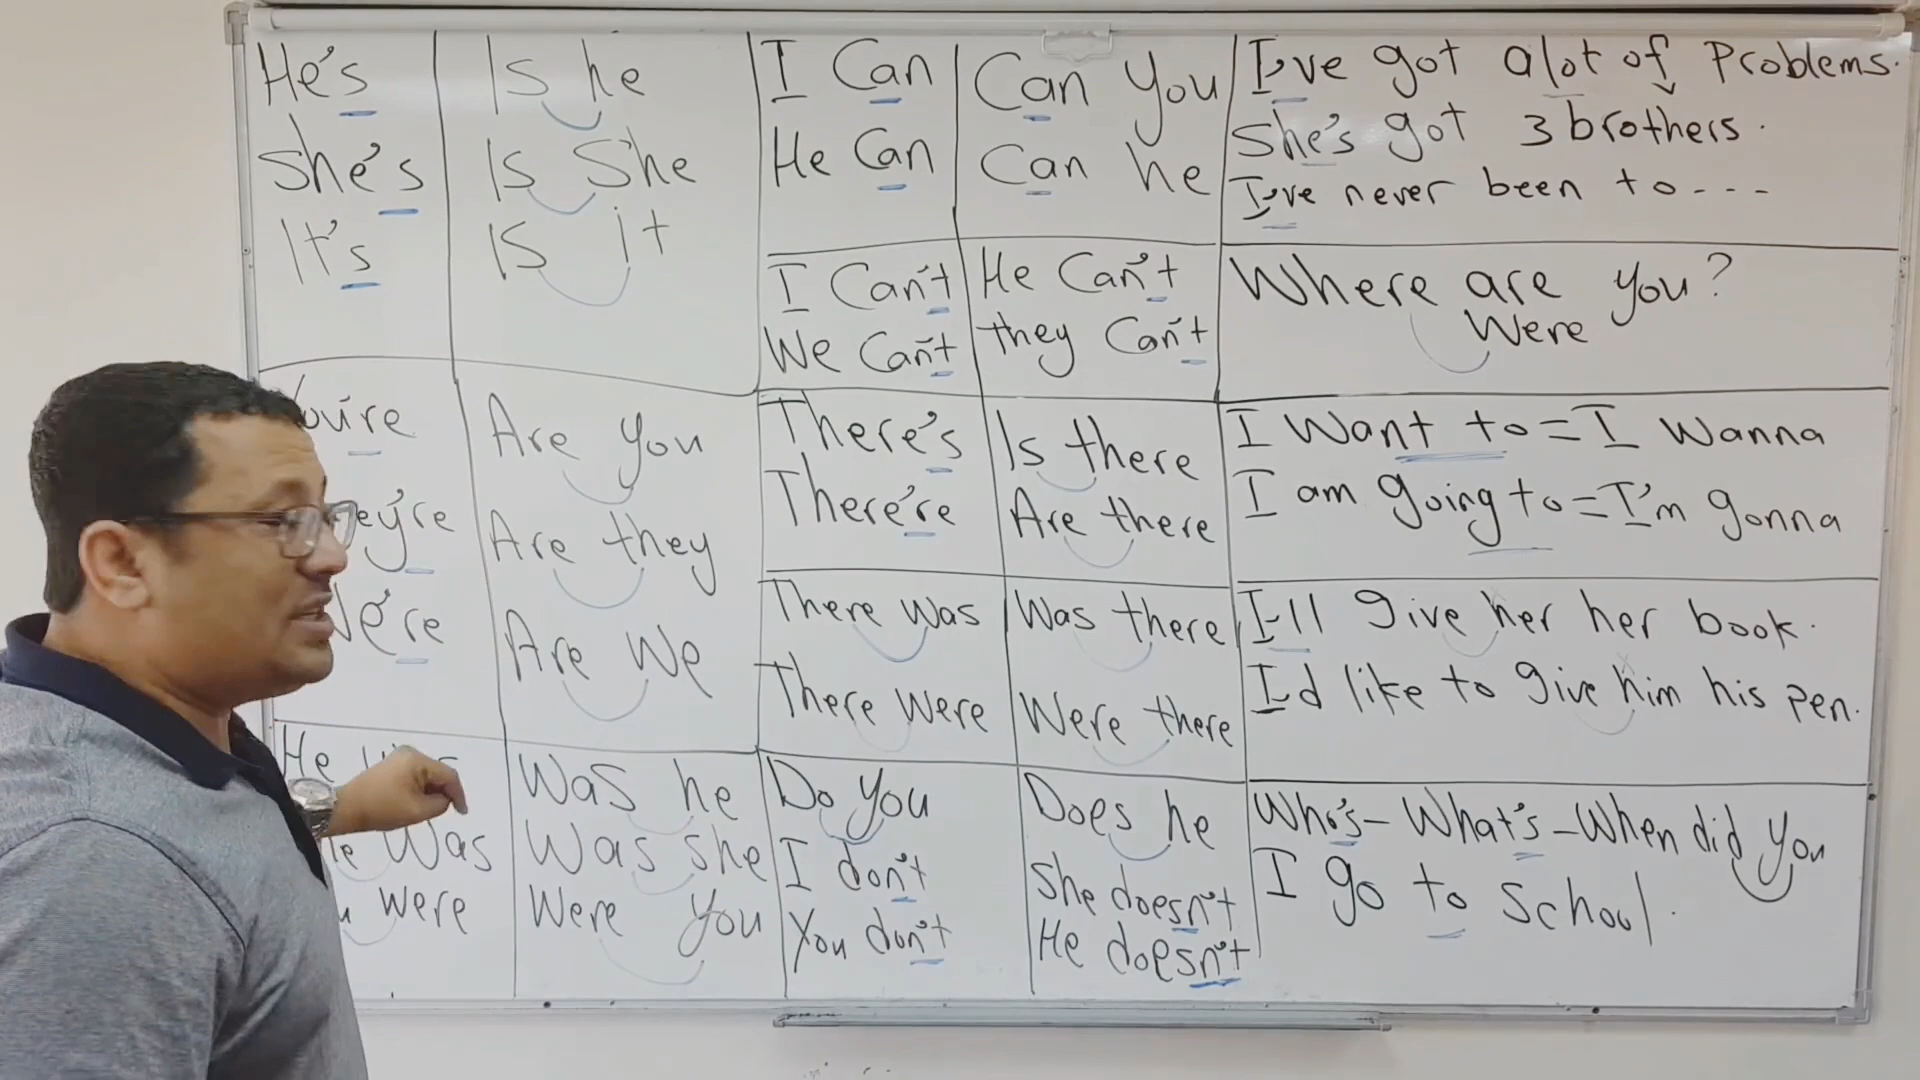 He's
She's
It's
Is he
Is She
Is it
I Can
He Can
Can you
Can he
I've got alot of Problems.
She's got 3 brothers.
I've never been to ---
I Can't
We Can't
He Can't
they Can't
Where are you?
Were
Are you
Are they
Are We
There's
There're
Is there
Are there
I Want to = I Wanna
I am going to = I'm gonna
There Was
There Were
Was there
Were there
I'll give her her book.
I'd like to give him his pen.
He
Was
were
Was he
Was she
Were you
Do you
I don't
You don't
Does he
She doesn't
He doesn't
Who's - What's - When did you
I go to School.